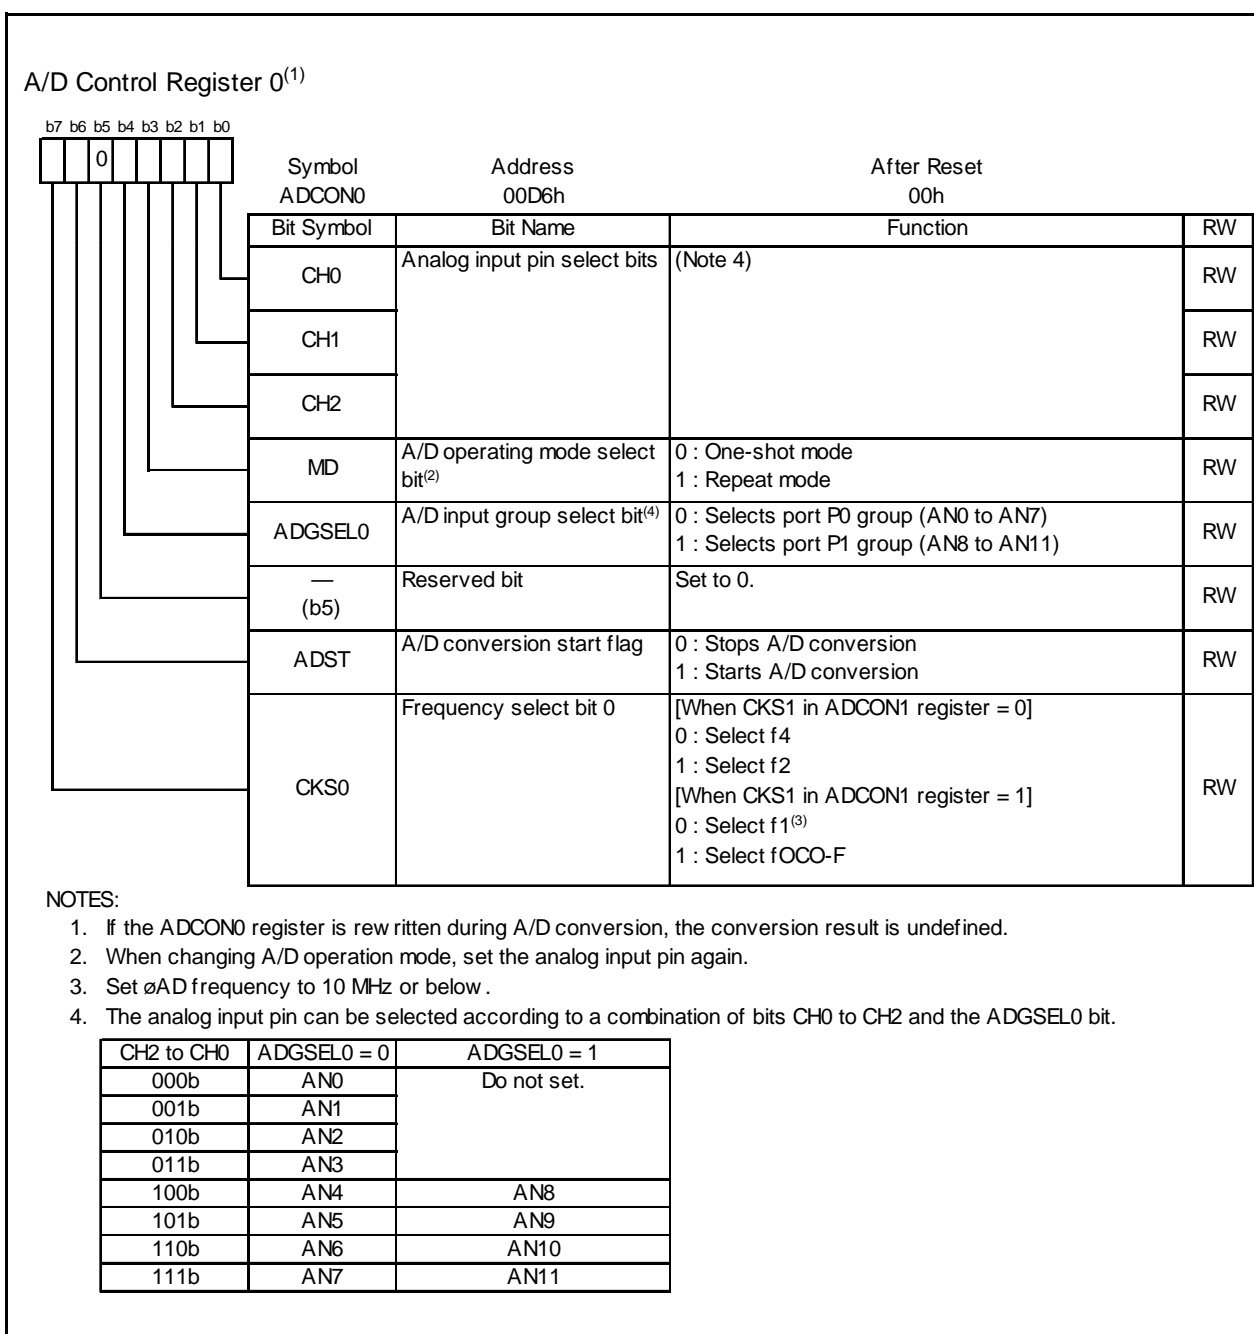 A/D Control Register 0(1)
b7 b6 b5 b4 b3 b2 b1 b0
0
Symbol Address After Reset
ADCON0 00D6h 00h
Bit Symbol Bit Name Function RW
CH0 Analog input pin select bits (Note 4) RW
CH1 RW
CH2 RW
MD A/D operating mode select bit(2) 0 : One-shot mode RW
1 : Repeat mode
ADGSEL0 A/D input group select bit(4) 0 : Selects port P0 group (AN0 to AN7) RW
1 : Selects port P1 group (AN8 to AN11)
— Reserved bit Set to 0. RW
(b5)
ADST A/D conversion start flag 0 : Stops A/D conversion RW
1 : Starts A/D conversion
CKS0 Frequency select bit 0 [When CKS1 in ADCON1 register = 0] RW
0 : Select f4
1 : Select f2
[When CKS1 in ADCON1 register = 1]
0 : Select f1(3)
1 : Select fOCO-F
NOTES:
1. If the ADCON0 register is rewritten during A/D conversion, the conversion result is undefined.
2. When changing A/D operation mode, set the analog input pin again.
3. Set øAD frequency to 10 MHz or below.
4. The analog input pin can be selected according to a combination of bits CH0 to CH2 and the ADGSEL0 bit.
CH2 to CH0 ADGSEL0 = 0 ADGSEL0 = 1
000b AN0 Do not set.
001b AN1
010b AN2
011b AN3
100b AN4 AN8
101b AN5 AN9
110b AN6 AN10
111b AN7 AN11